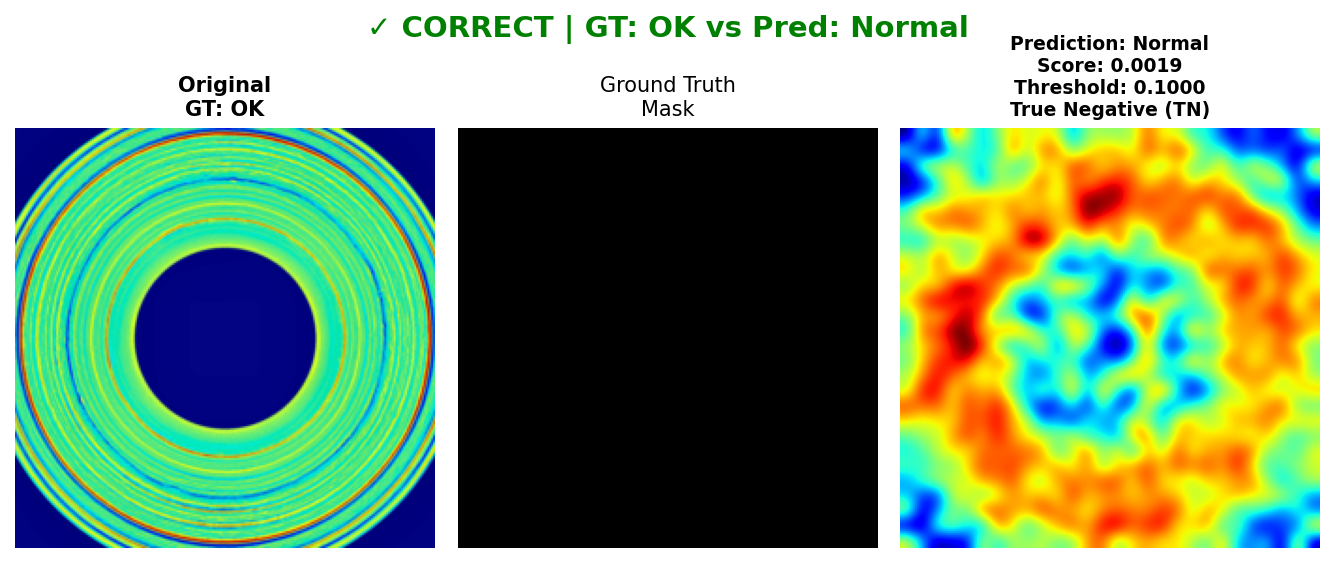 ✓ CORRECT | GT: OK vs Pred: Normal
Original
GT: OK
Ground Truth
Mask
Prediction: Normal
Score: 0.0019
Threshold: 0.1000
True Negative (TN)